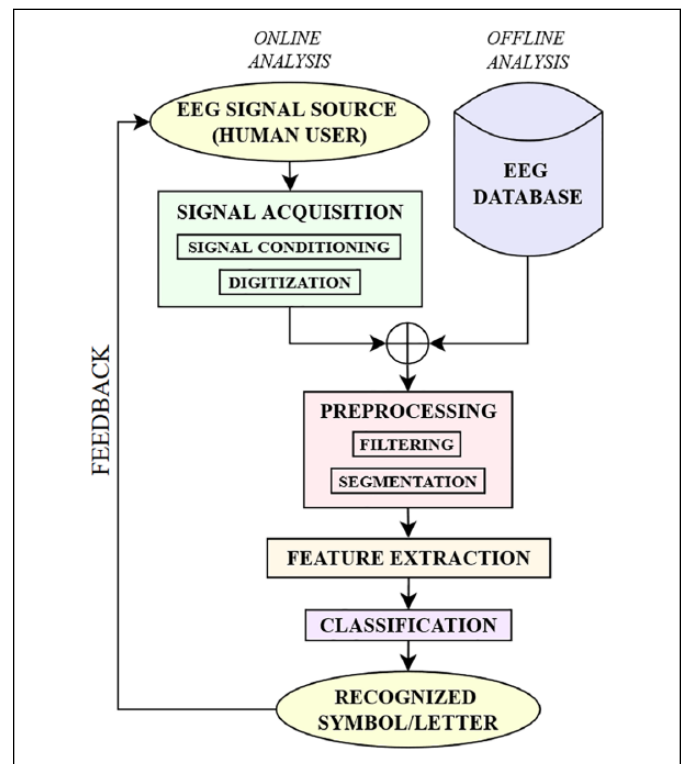 ONLINE
ANALYSIS
OFFLINE
ANALYSIS
EEG SIGNAL SOURCE
(HUMAN USER)
EEG
DATABASE
SIGNAL ACQUISITION
SIGNAL CONDITIONING
DIGITIZATION
FEEDBACK
PREPROCESSING
FILTERING
SEGMENTATION
FEATURE EXTRACTION
CLASSIFICATION
RECOGNIZED
SYMBOL/LETTER